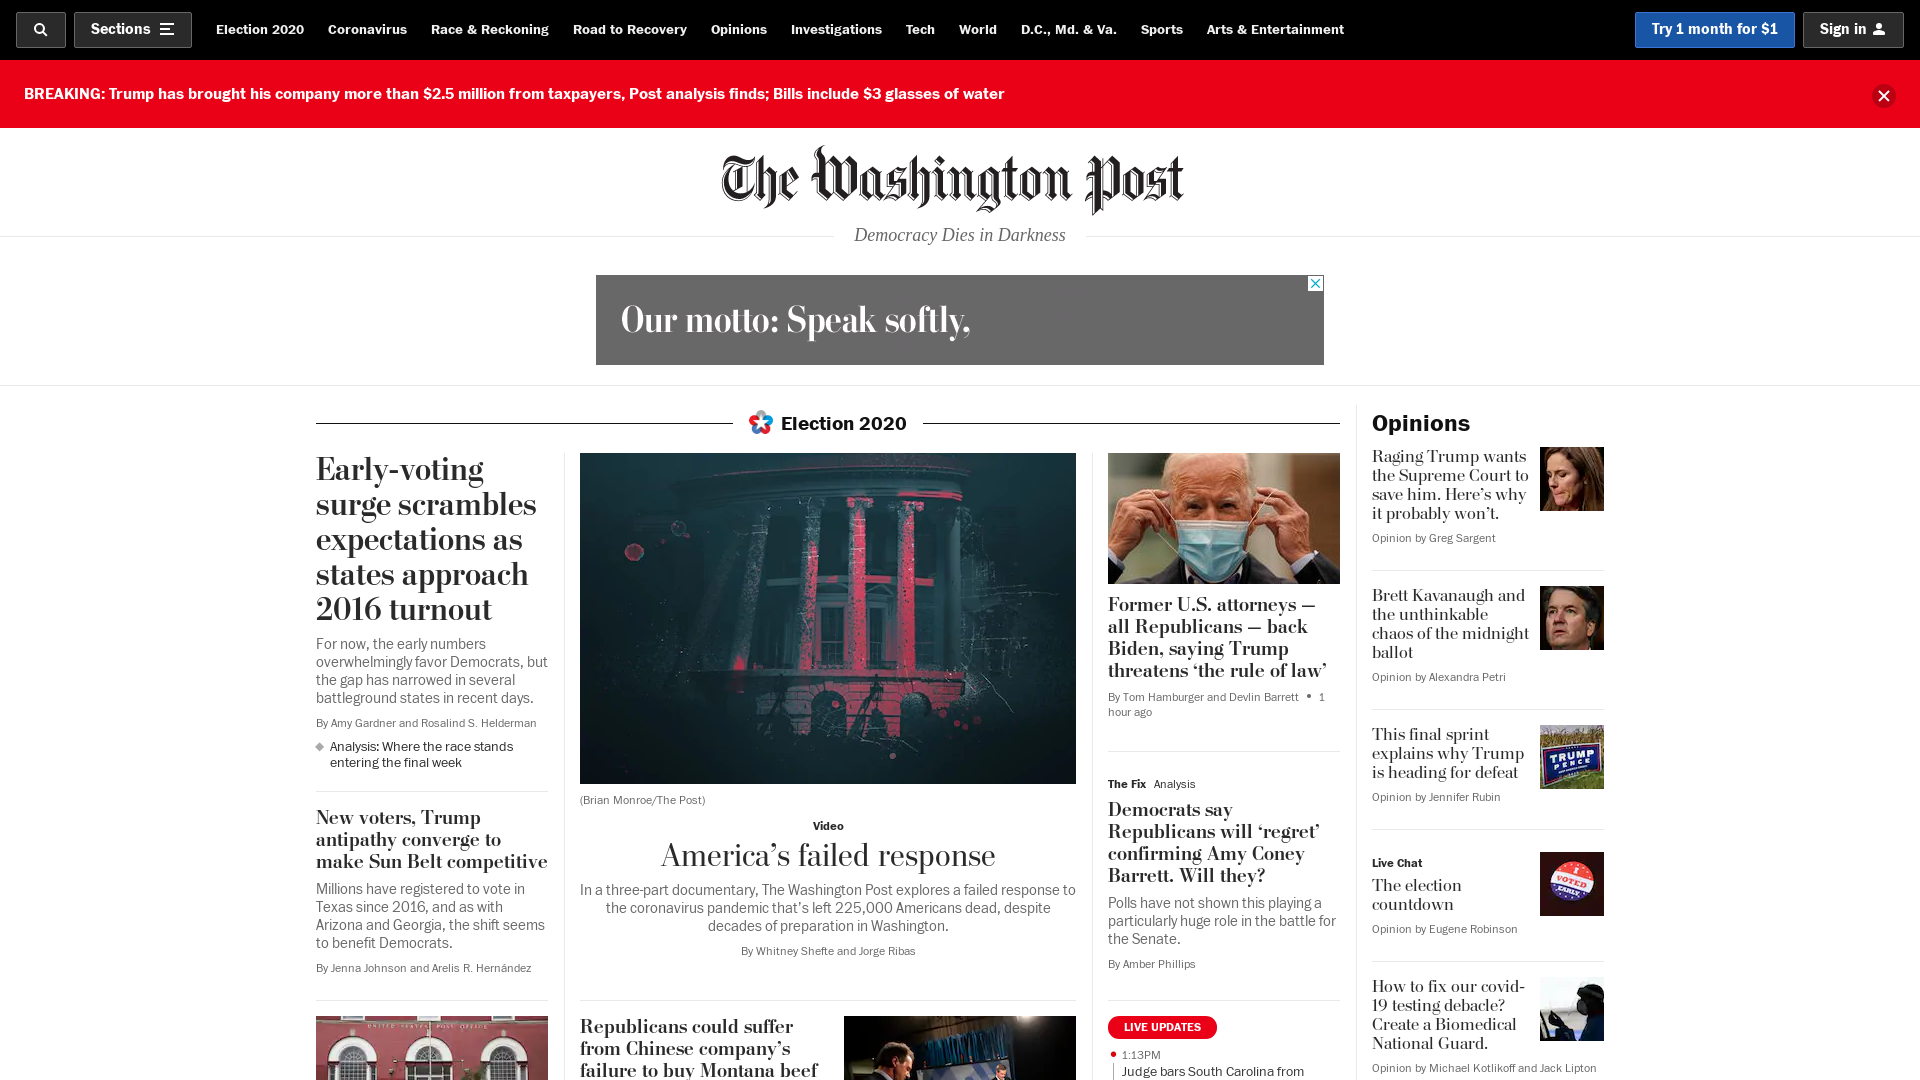 Sections
Election 2020
Coronavirus
Race & Reckoning
Road to Recovery
Opinions
Investigations
Tech
World
D.C., Md. & Va.
Sports
Arts & Entertainment
Try 1 month for $1
Sign in
BREAKING: Trump has brought his company more than $2.5 million from taxpayers, Post analysis finds; Bills include $3 glasses of water
The Washington Post
Democracy Dies in Darkness
Our motto: Speak softly,
Election 2020
Early-voting
surge scrambles
expectations as
states approach
2016 turnout
For now, the early numbers
overwhelmingly favor Democrats, but
the gap has narrowed in several
battleground states in recent days.
By Amy Gardner and Rosalind S. Helderman
Analysis: Where the race stands
entering the final week
New voters, Trump
antipathy converge to
make Sun Belt competitive
Millions have registered to vote in
Texas since 2016, and as with
Arizona and Georgia, the shift seems
to benefit Democrats.
By Jenna Johnson and Arelis R. Hernández
UNITED STATES POST OFFICE
(Brian Monroe/The Post)
Video
America’s failed response
In a three-part documentary, The Washington Post explores a failed response to
the coronavirus pandemic that’s left 225,000 Americans dead, despite
decades of preparation in Washington.
By Whitney Shefte and Jorge Ribas
Republicans could suffer
from Chinese company’s
failure to buy Montana beef
Former U.S. attorneys —
all Republicans — back
Biden, saying Trump
threatens ‘the rule of law’
By Tom Hamburger and Devlin Barrett • 1
hour ago
The Fix Analysis
Democrats say
Republicans will ‘regret’
confirming Amy Coney
Barrett. Will they?
Polls have not shown this playing a
particularly huge role in the battle for
the Senate.
By Amber Phillips
LIVE UPDATES
1:13PM
Judge bars South Carolina from
Opinions
Raging Trump wants
the Supreme Court to
save him. Here’s why
it probably won’t.
Opinion by Greg Sargent
Brett Kavanaugh and
the unthinkable
chaos of the midnight
ballot
Opinion by Alexandra Petri
This final sprint
explains why Trump
is heading for defeat
Opinion by Jennifer Rubin
TRUMP
PENCE
Live Chat
The election
countdown
Opinion by Eugene Robinson
I
VOTED
EARLY
How to fix our covid-
19 testing debacle?
Create a Biomedical
National Guard.
Opinion by Michael Kotlikoff and Jack Lipton